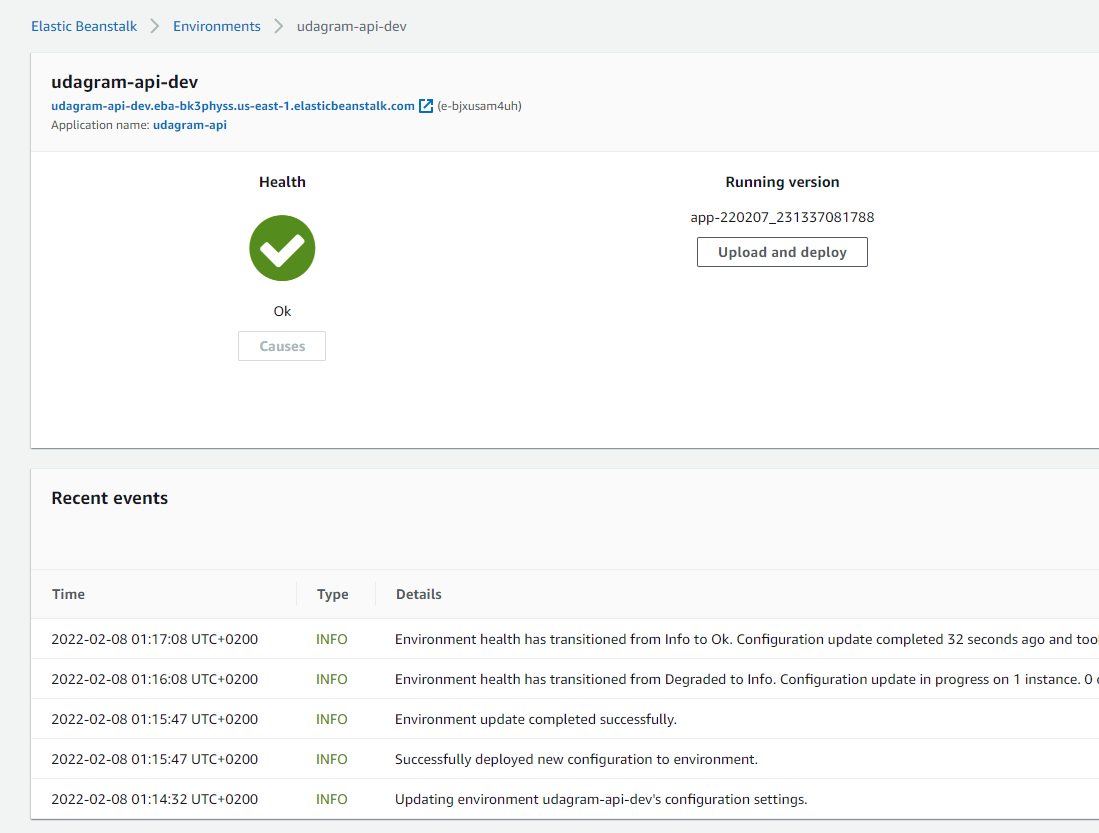 Elastic Beanstalk > Environments > udagram-api-dev
udagram-api-dev
udagram-api-dev.eba-bk3physs.us-east-1.elasticbeanstalk.com (e-bjxusam4uh)
Application name: udagram-api
Health
Running version
app-220207_231337081788
Upload and deploy
Ok
Causes
Recent events
Time Type Details
2022-02-08 01:17:08 UTC+0200 INFO Environment health has transitioned from Info to Ok. Configuration update completed 32 seconds ago and too
2022-02-08 01:16:08 UTC+0200 INFO Environment health has transitioned from Degraded to Info. Configuration update in progress on 1 instance. 0
2022-02-08 01:15:47 UTC+0200 INFO Environment update completed successfully.
2022-02-08 01:15:47 UTC+0200 INFO Successfully deployed new configuration to environment.
2022-02-08 01:14:32 UTC+0200 INFO Updating environment udagram-api-dev's configuration settings.